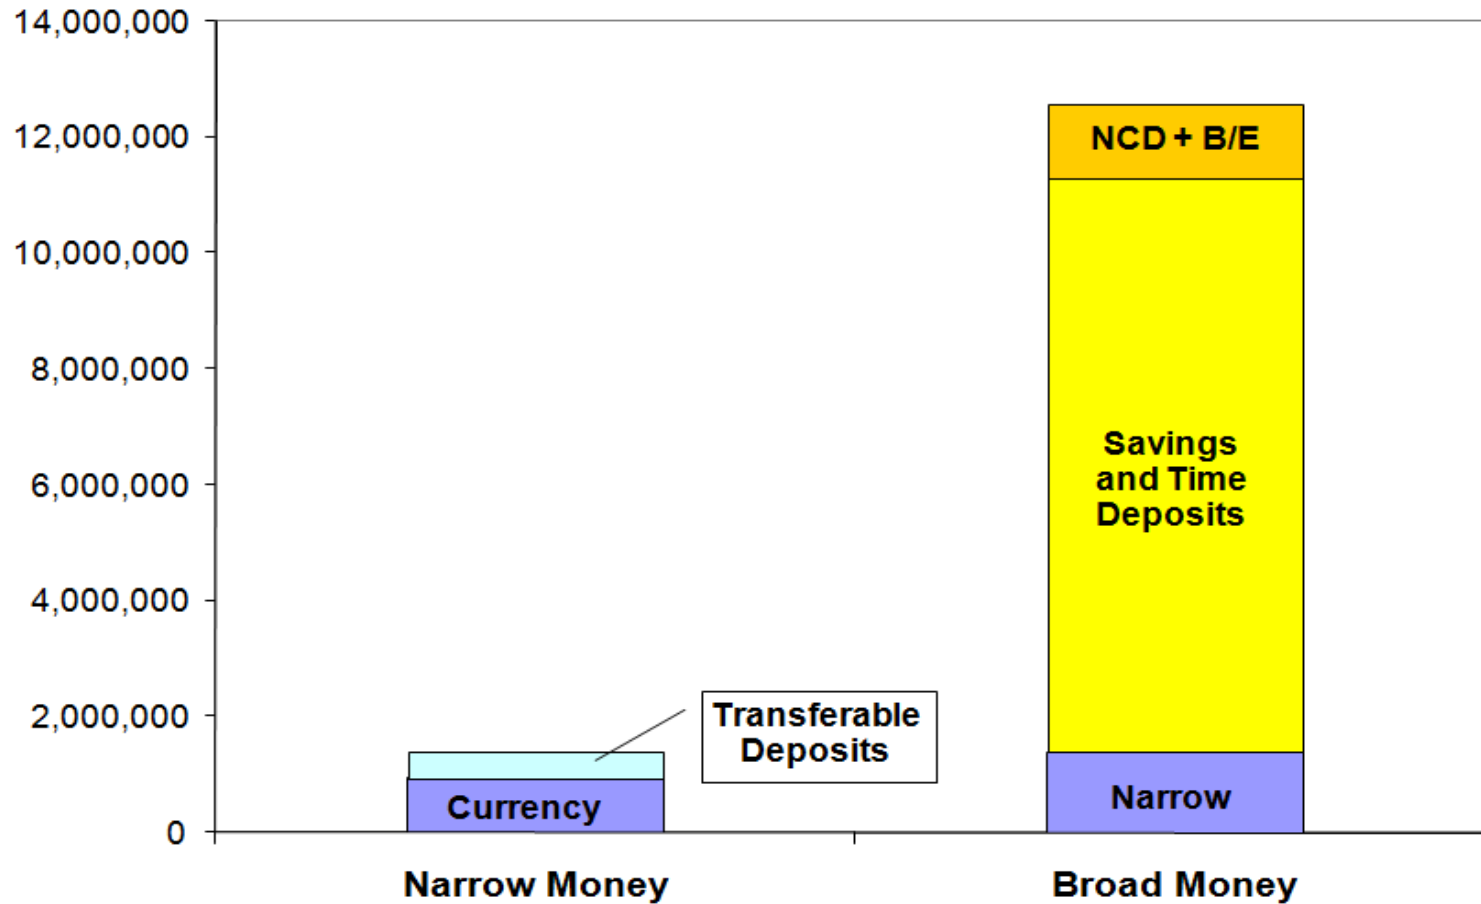 14,000,000
12,000,000
10,000,000
8,000,000
6,000,000
4,000,000
2,000,000
0
NCD + B/E
Savings
and Time
Deposits
Transferable
Deposits
Currency
Narrow
Narrow Money
Broad Money